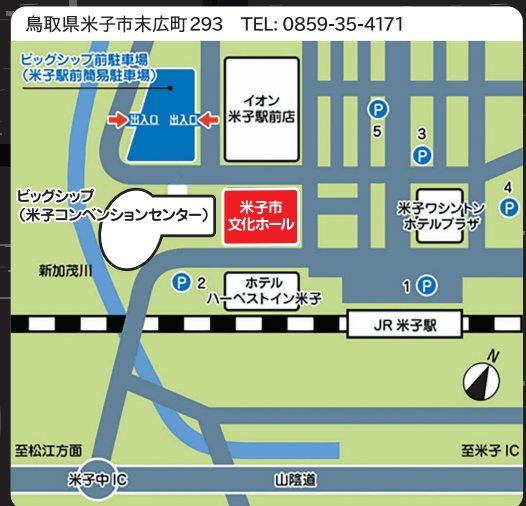 鳥取県米子市末広町293 TEL: 0859-35-4171
ビッグシップ前駐車場
(米子駅前簡易駐車場)
出入口 出入口
イオン
米子駅前店
P
5
3
P
4
P
ビッグシップ
(米子コンベンションセンター)
米子市
文化ホール
米子ワシントン
ホテルプラザ
新加茂川
P 2
ホテル
ハーベストイン米子
1 P
JR 米子駅
N
至松江方面
至米子 IC
米子中 IC
山陰道